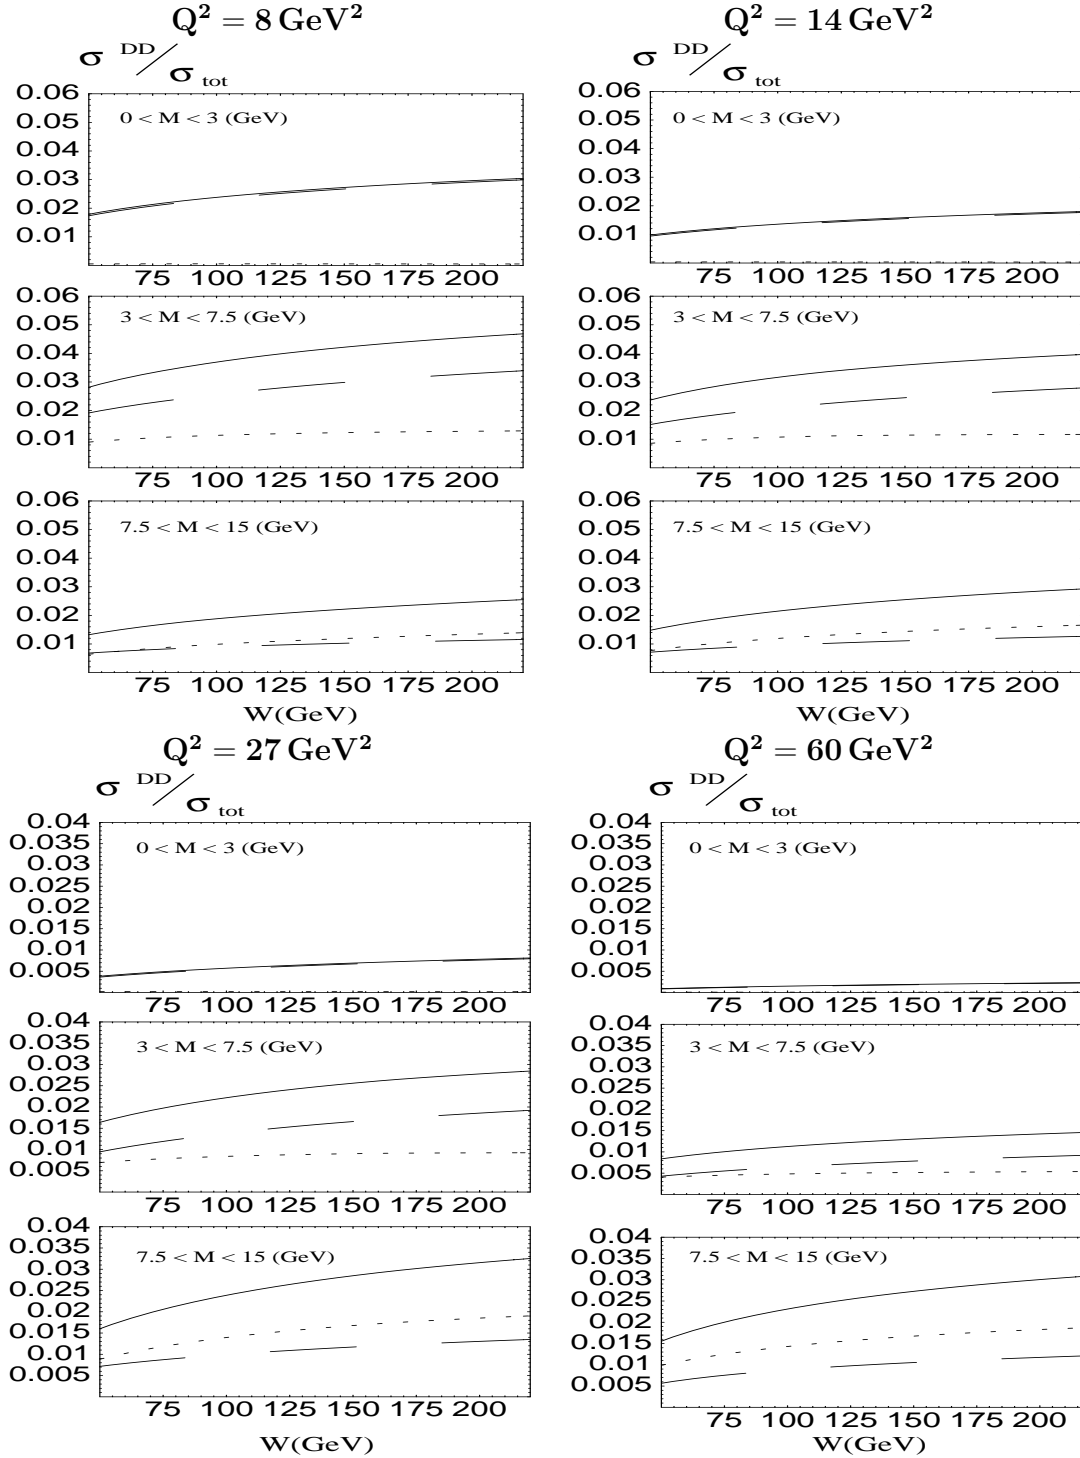 Q² = 8 GeV²
σ DD / σ tot
0.06
0.05
0.04
0.03
0.02
0.01
0 < M < 3 (GeV)
75 100 125 150 175 200
0.06
0.05
0.04
0.03
0.02
0.01
3 < M < 7.5 (GeV)
75 100 125 150 175 200
0.06
0.05
0.04
0.03
0.02
0.01
7.5 < M < 15 (GeV)
75 100 125 150 175 200
W(GeV)
Q² = 14 GeV²
σ DD / σ tot
0.06
0.05
0.04
0.03
0.02
0.01
0 < M < 3 (GeV)
75 100 125 150 175 200
0.06
0.05
0.04
0.03
0.02
0.01
3 < M < 7.5 (GeV)
75 100 125 150 175 200
0.06
0.05
0.04
0.03
0.02
0.01
7.5 < M < 15 (GeV)
75 100 125 150 175 200
W(GeV)
Q² = 27 GeV²
σ DD / σ tot
0.04
0.035
0.03
0.025
0.02
0.015
0.01
0.005
0 < M < 3 (GeV)
75 100 125 150 175 200
0.04
0.035
0.03
0.025
0.02
0.015
0.01
0.005
3 < M < 7.5 (GeV)
75 100 125 150 175 200
0.04
0.035
0.03
0.025
0.02
0.015
0.01
0.005
7.5 < M < 15 (GeV)
75 100 125 150 175 200
W(GeV)
Q² = 60 GeV²
σ DD / σ tot
0.04
0.035
0.03
0.025
0.02
0.015
0.01
0.005
0 < M < 3 (GeV)
75 100 125 150 175 200
0.04
0.035
0.03
0.025
0.02
0.015
0.01
0.005
3 < M < 7.5 (GeV)
75 100 125 150 175 200
0.04
0.035
0.03
0.025
0.02
0.015
0.01
0.005
7.5 < M < 15 (GeV)
75 100 125 150 175 200
W(GeV)